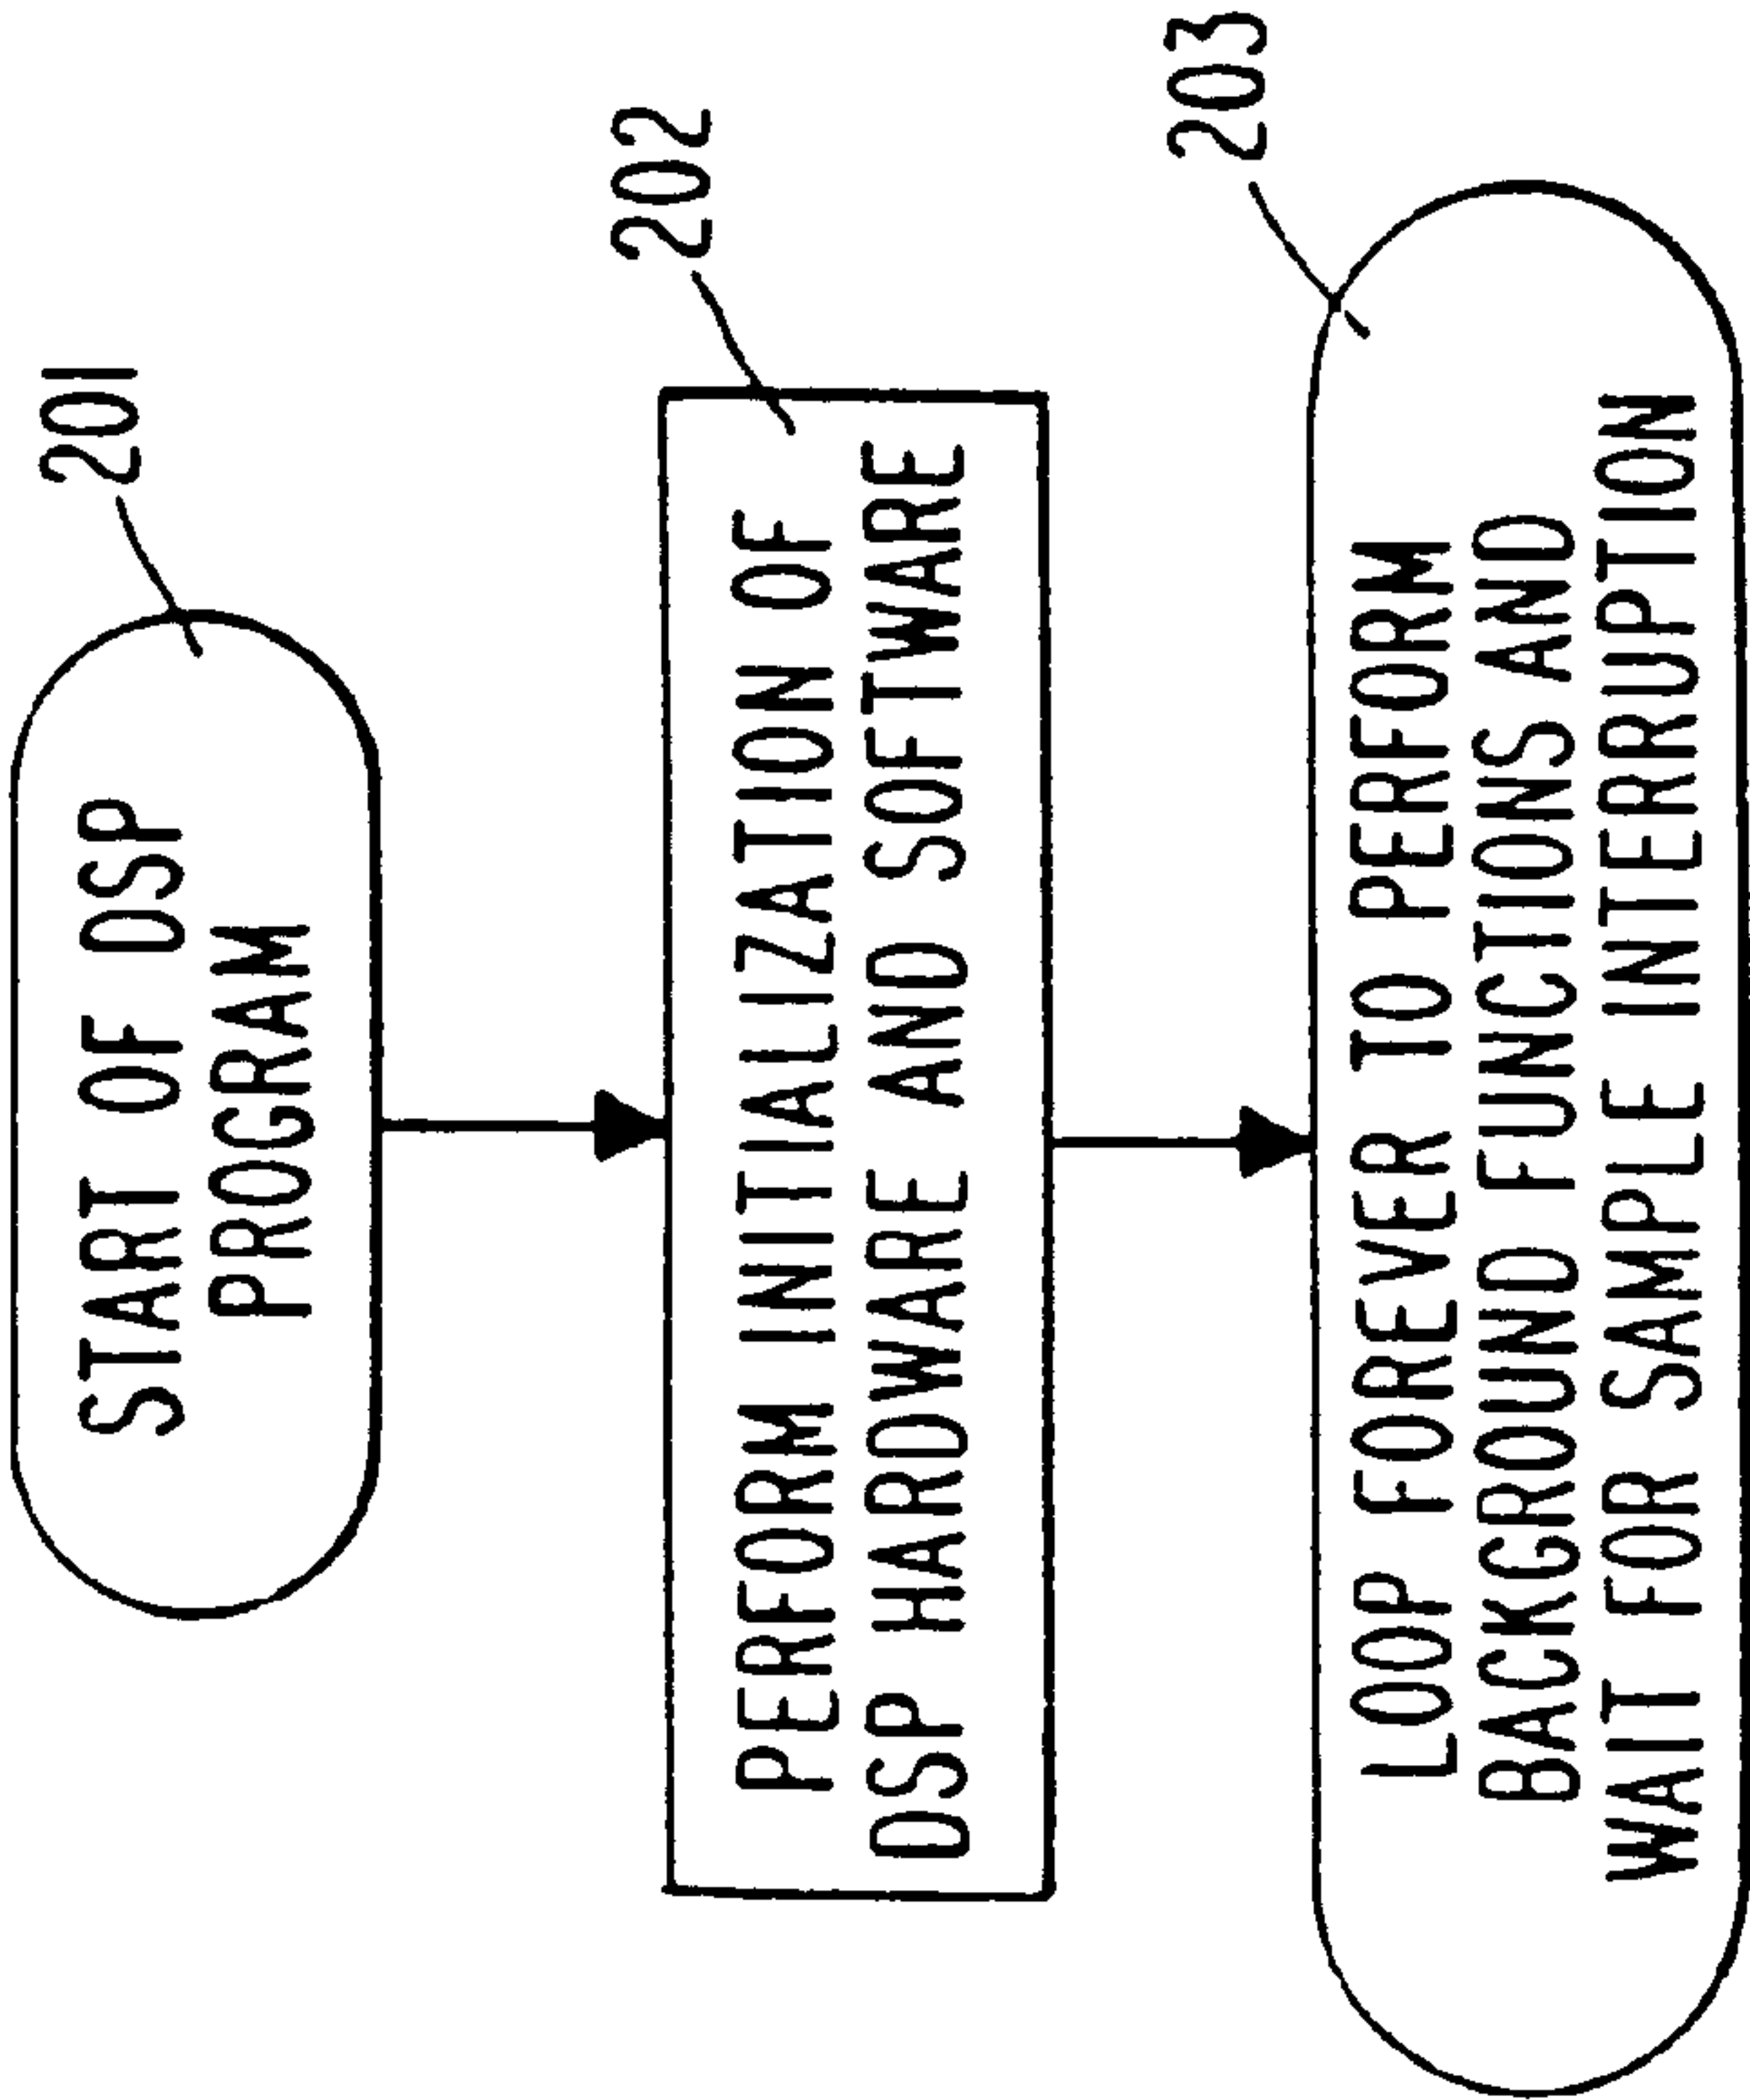 201
START OF DSP
PROGRAM
202
PERFORM INITIALIZATION OF
DSP HARDWARE AND SOFTWARE
203
LOOP FOREVER TO PERFORM
BACKGROUND FUNCTIONS AND
WAIT FOR SAMPLE INTERRUPTION